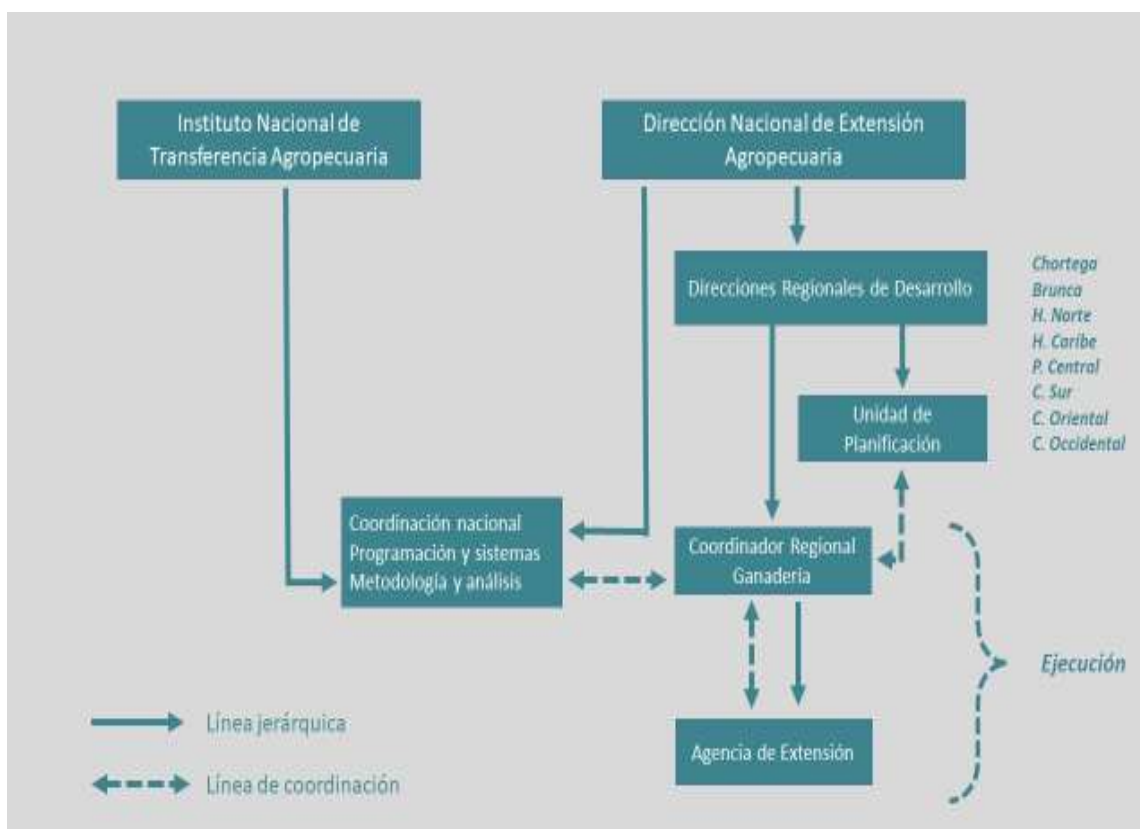 Instituto Nacional de
Transferencia Agropecuaria
Dirección Nacional de Extensión
Agropecuaria
Direcciones Regionales de Desarrollo
Chortega
Brunca
H. Norte
H. Caribe
P. Central
C. Sur
C. Oriental
C. Occidental
Unidad de
Planificación
Coordinación nacional
Programación y sistemas
Metodología y análisis
Coordinador Regional
Ganadería
Ejecución
Agencia de Extensión
Línea jerárquica
Línea de coordinación